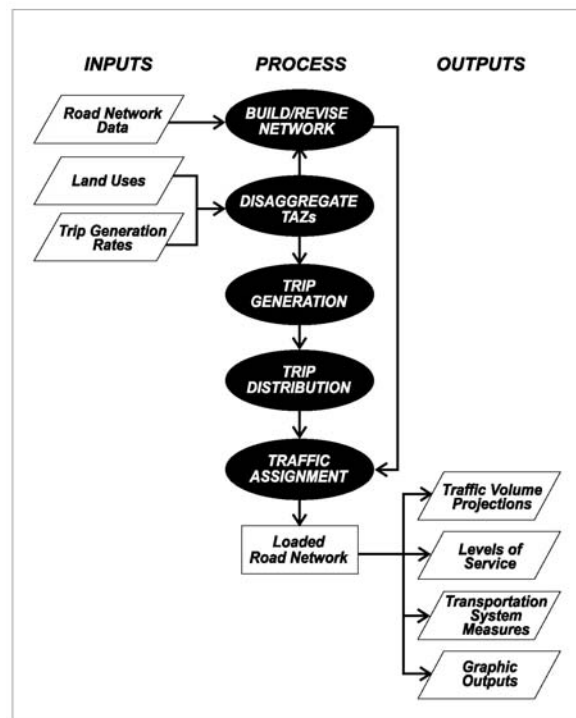 INPUTS
PROCESS
OUTPUTS
Road Network
Data
BUILD/REVISE
NETWORK
Land Uses
Trip Generation
Rates
DISAGGREGATE
TAZs
TRIP
GENERATION
TRIP
DISTRIBUTION
TRAFFIC
ASSIGNMENT
Loaded
Road Network
Traffic Volume
Projections
Levels of
Service
Transportation
System
Measures
Graphic
Outputs